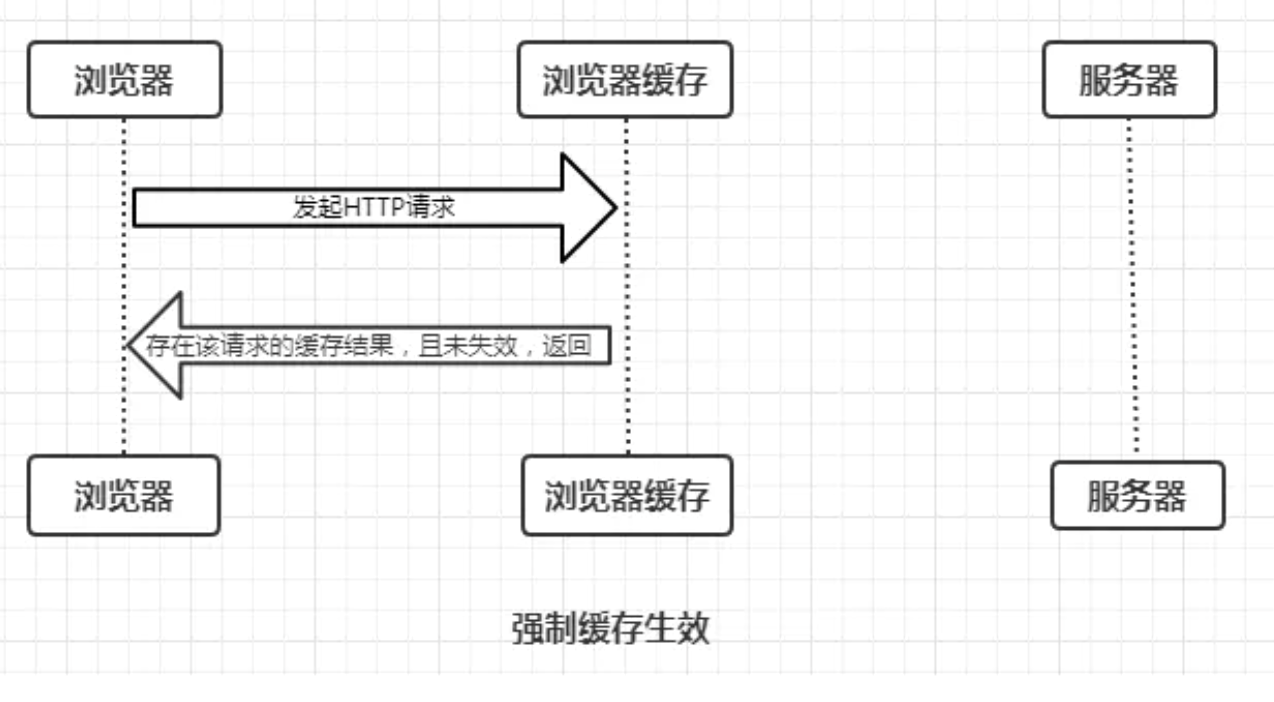 浏览器
浏览器缓存
服务器
发起HTTP请求
存在该请求的缓存结果，且未失效，返回
浏览器
浏览器缓存
服务器
强制缓存生效